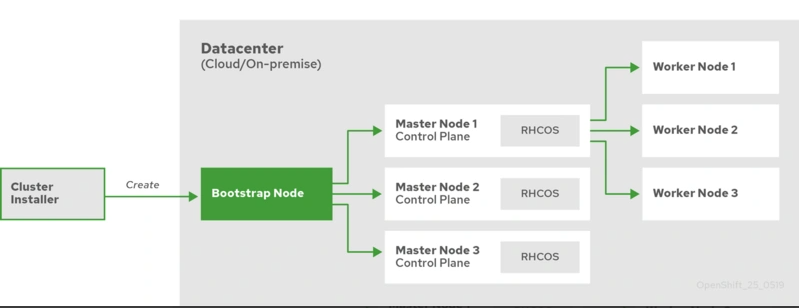 Datacenter
(Cloud/On-premise)
Cluster
Installer
Create
Bootstrap Node
Master Node 1
Control Plane
RHCOS
Master Node 2
Control Plane
RHCOS
Master Node 3
Control Plane
RHCOS
Worker Node 1
Worker Node 2
Worker Node 3
OpenShift_25_0519